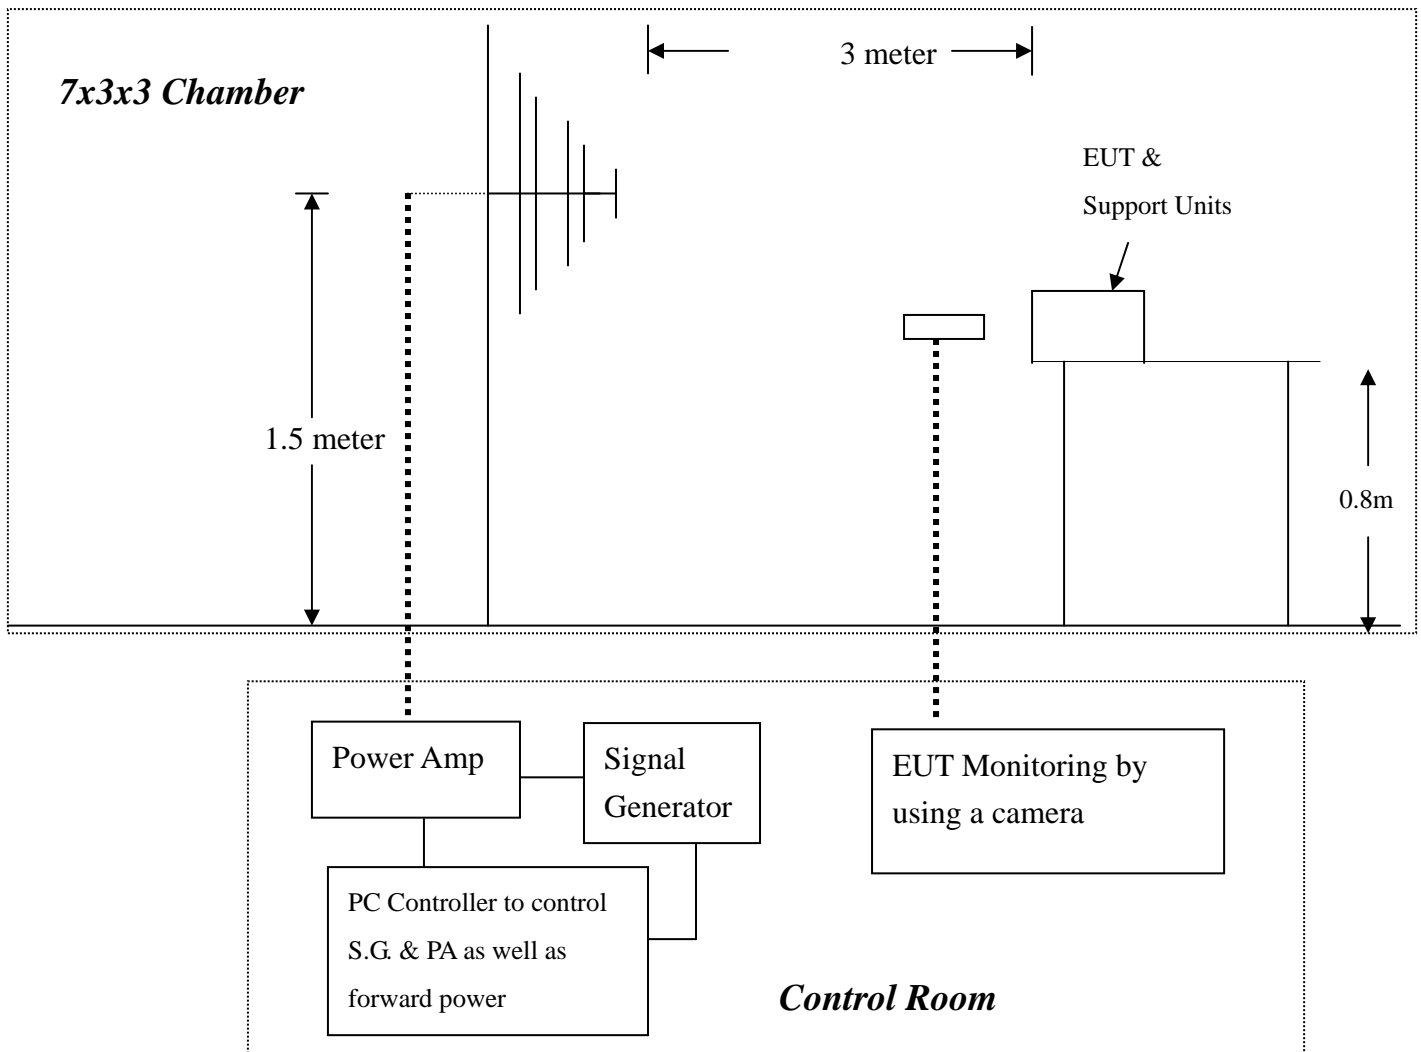 3 meter
7x3x3 Chamber
EUT &
Support Units
1.5 meter
0.8m
Power Amp
Signal
Generator
EUT Monitoring by
using a camera
PC Controller to control
S.G. & PA as well as
forward power
Control Room